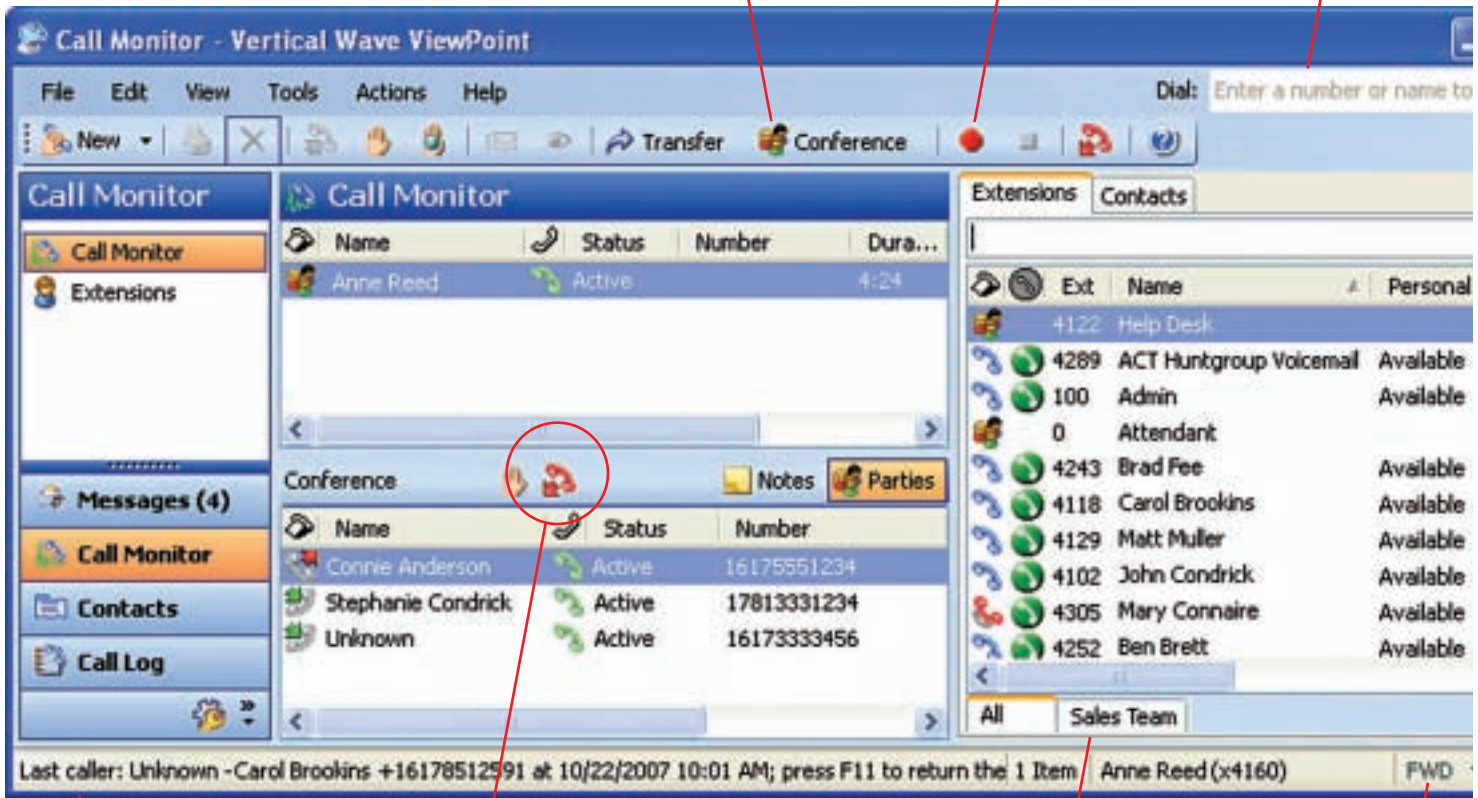 Call Monitor - Vertical Wave ViewPoint
File Edit View Tools Actions Help
Dial: Enter a number or name to
New Transfer Conference
Call Monitor
Call Monitor
Extensions
Messages (4)
Call Monitor
Contacts
Call Log
Call Monitor
Name Status Number Dura...
Anne Reed Active 4:24
Conference Notes Parties
Name Status Number
Connie Anderson Active 16175551234
Stephanie Condrick Active 17813331234
Unknown Active 16173333456
Extensions Contacts
Ext Name Personal
4122 Help Desk
4289 ACT Huntgroup Voicemail Available
100 Admin Available
0 Attendant
4243 Brad Fee Available
4118 Carol Brookins Available
4129 Matt Muller Available
4102 John Condrick Available
4305 Mary Connaire Available
4252 Ben Brett Available
All Sales Team
Last caller: Unknown -Carol Brookins +16178512591 at 10/22/2007 10:01 AM; press F11 to return the 1 Item Anne Reed (x4160) FWD